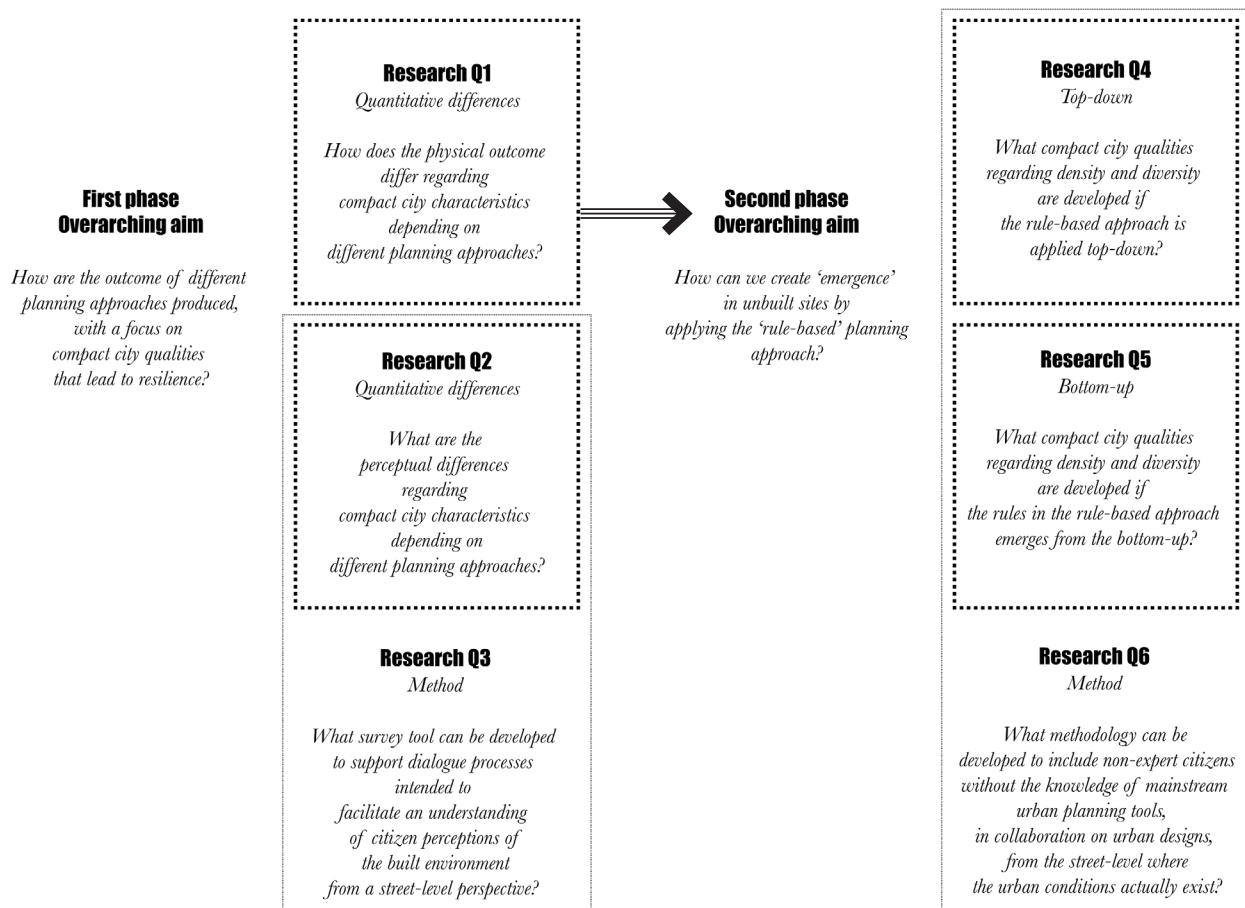 First phase
Overarching aim
How are the outcome of different
planning approaches produced,
with a focus on
compact city qualities
that lead to resilience?
Research Q1
Quantitative differences
How does the physical outcome
differ regarding
compact city characteristics
depending on
different planning approaches?
Research Q2
Quantitative differences
What are the
perceptual differences
regarding
compact city characteristics
depending on
different planning approaches?
Research Q3
Method
What survey tool can be developed
to support dialogue processes
intended to
facilitate an understanding
of citizen perceptions of
the built environment
from a street-level perspective?
Second phase
Overarching aim
How can we create ‘emergence’
in unbuilt sites by
applying the ‘rule-based’ planning
approach?
Research Q4
Top-down
What compact city qualities
regarding density and diversity
are developed if
the rule-based approach is
applied top-down?
Research Q5
Bottom-up
What compact city qualities
regarding density and diversity
are developed if
the rules in the rule-based approach
emerges from the bottom-up?
Research Q6
Method
What methodology can be
developed to include non-expert citizens
without the knowledge of mainstream
urban planning tools,
in collaboration on urban designs,
from the street-level where
the urban conditions actually exist?